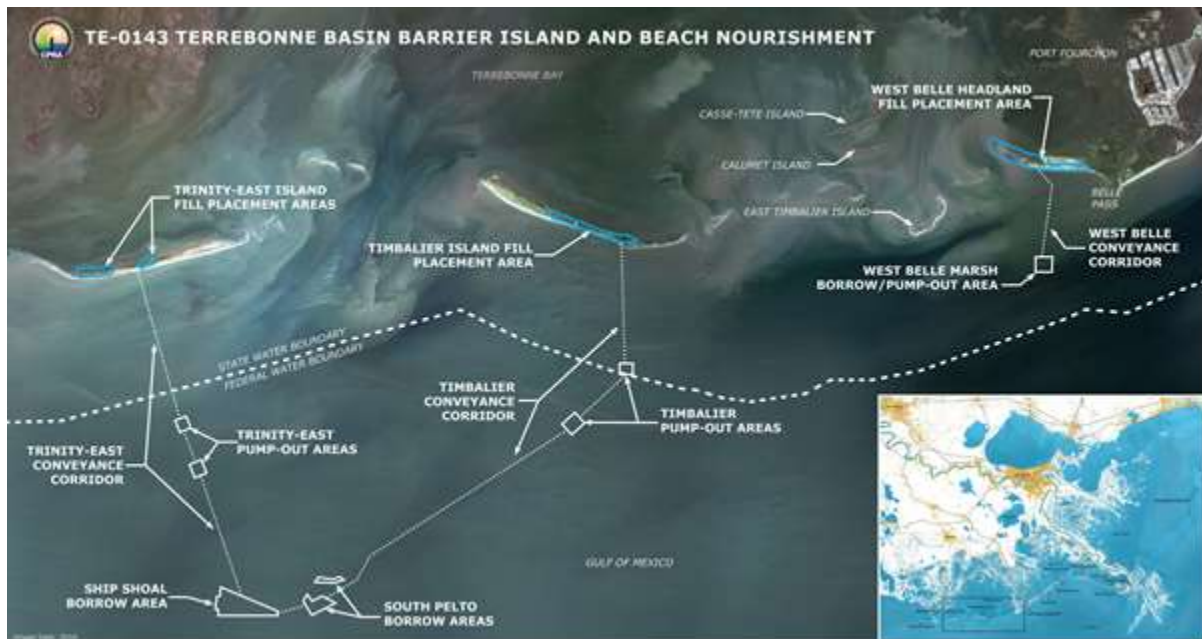 TE-0143 TERREBONNE BASIN BARRIER ISLAND AND BEACH NOURISHMENT
CPRA
TERREBONNE BAY
PORT FOURCHON
WEST BELLE HEADLAND
FILL PLACEMENT AREA
CASSE-TETE ISLAND
CALUMET ISLAND
TRINITY-EAST ISLAND
FILL PLACEMENT AREAS
BELLE
PASS
EAST TIMBALIER ISLAND
TIMBALIER ISLAND FILL
PLACEMENT AREA
WEST BELLE
CONVEYANCE
CORRIDOR
WEST BELLE MARSH
BORROW/PUMP-OUT AREA
STATE WATER BOUNDARY
FEDERAL WATER BOUNDARY
TIMBALIER
CONVEYANCE
CORRIDOR
TIMBALIER
PUMP-OUT AREAS
TRINITY-EAST
PUMP-OUT AREAS
TRINITY-EAST
CONVEYANCE
CORRIDOR
GULF OF MEXICO
SHIP SHOAL
BORROW AREA
SOUTH PELTO
BORROW AREAS